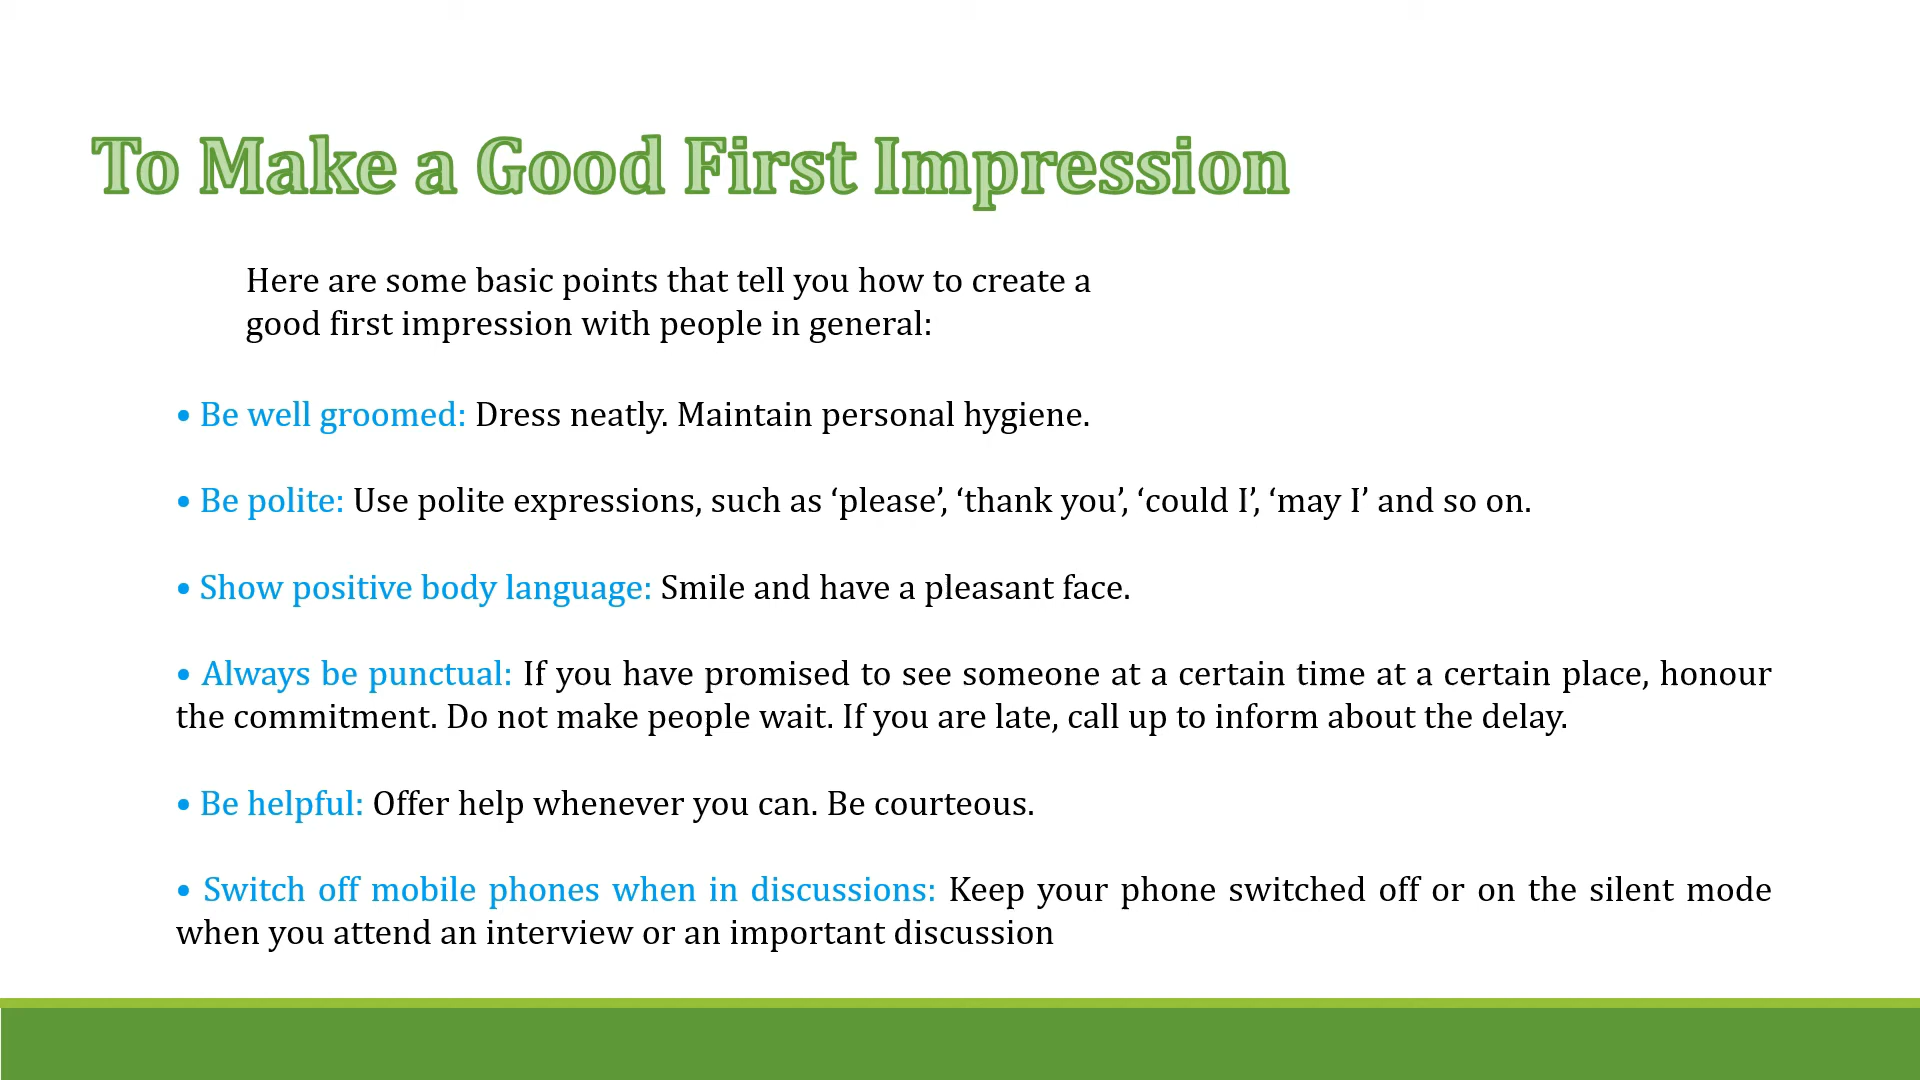 To Make a Good First Impression
Here are some basic points that tell you how to create a
good first impression with people in general:
• Be well groomed: Dress neatly. Maintain personal hygiene.
• Be polite: Use polite expressions, such as ‘please’, ‘thank you’, ‘could I’, ‘may I’ and so on.
• Show positive body language: Smile and have a pleasant face.
• Always be punctual: If you have promised to see someone at a certain time at a certain place, honour
the commitment. Do not make people wait. If you are late, call up to inform about the delay.
• Be helpful: Offer help whenever you can. Be courteous.
• Switch off mobile phones when in discussions: Keep your phone switched off or on the silent mode
when you attend an interview or an important discussion